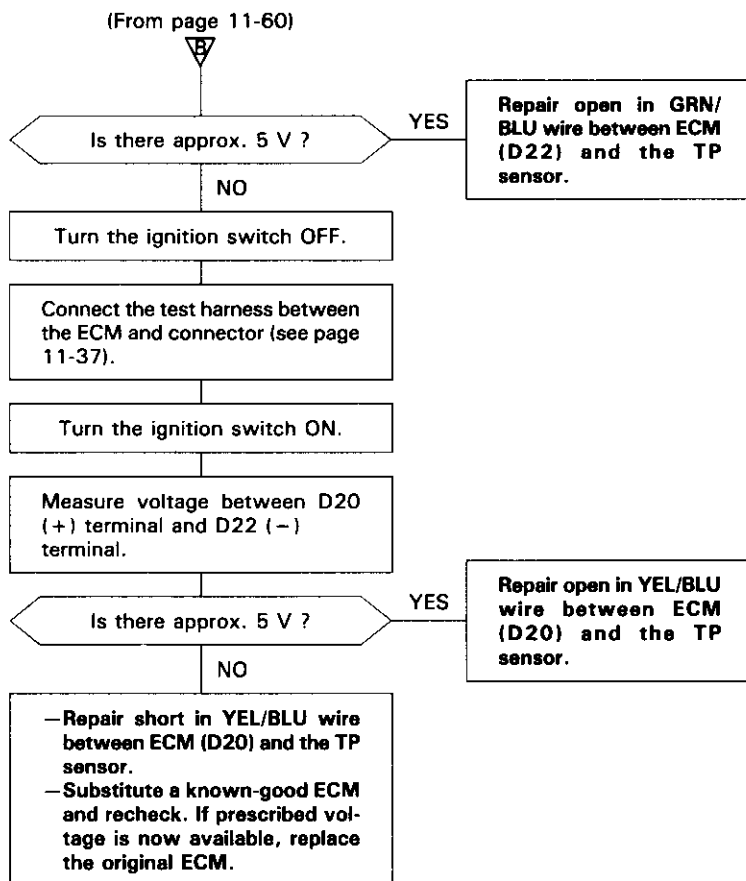 (From page 11-60)
B
Is there approx. 5 V ?
YES
Repair open in GRN/
BLU wire between ECM
(D22) and the TP
sensor.
NO
Turn the ignition switch OFF.
Connect the test harness between
the ECM and connector (see page
11-37).
Turn the ignition switch ON.
Measure voltage between D20
(+) terminal and D22 (−)
terminal.
Is there approx. 5 V ?
YES
Repair open in YEL/BLU
wire between ECM
(D20) and the TP
sensor.
NO
—Repair short in YEL/BLU wire
between ECM (D20) and the TP
sensor.
—Substitute a known-good ECM
and recheck. If prescribed vol-
tage is now available, replace
the original ECM.